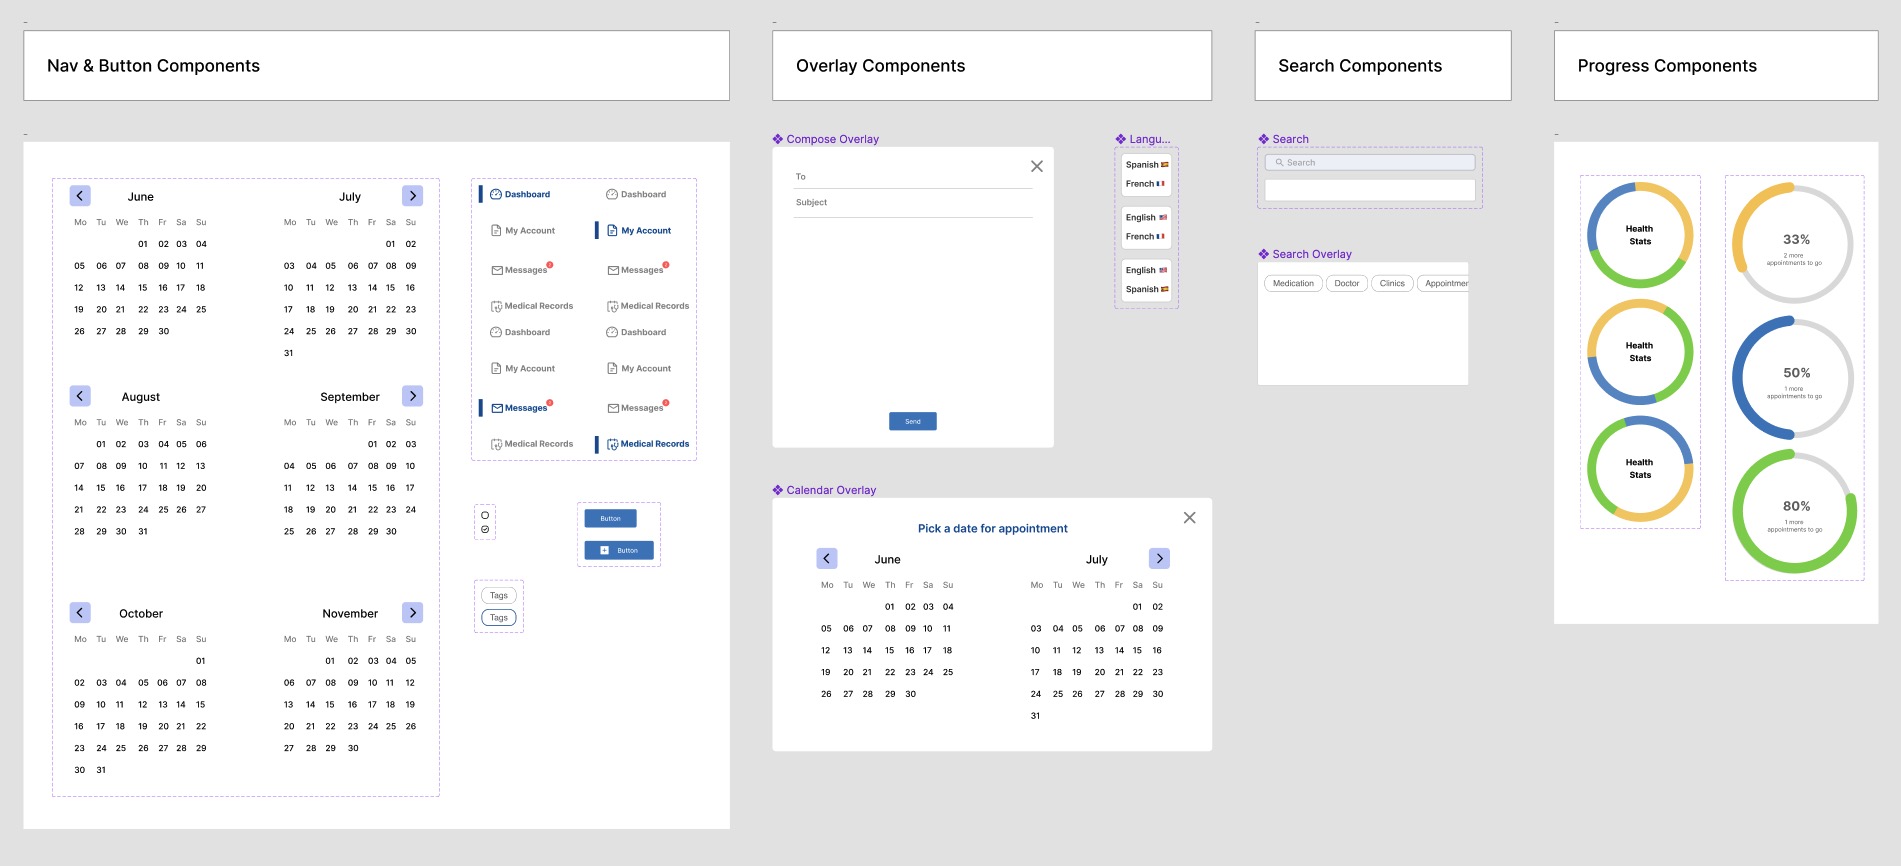 Nav & Button Components
Overlay Components
Search Components
Progress Components
June July
Mo Tu We Th Fr Sa Su Mo Tu We Th Fr Sa Su
01 02 03 04 01 02
05 06 07 08 09 10 11 03 04 05 06 07 08 09
12 13 14 15 16 17 18 10 11 12 13 14 15 16
19 20 21 22 23 24 25 17 18 19 20 21 22 23
26 27 28 29 30 24 25 26 27 28 29 30
31
August September
Mo Tu We Th Fr Sa Su Mo Tu We Th Fr Sa Su
01 02 03 04 05 06 01 02 03
07 08 09 10 11 12 13 04 05 06 07 08 09 10
14 15 16 17 18 19 20 11 12 13 14 15 16 17
21 22 23 24 25 26 27 18 19 20 21 22 23 24
28 29 30 31 25 26 27 28 29 30
October November
Mo Tu We Th Fr Sa Su Mo Tu We Th Fr Sa Su
01 01 02 03 04 05
02 03 04 05 06 07 08 06 07 08 09 10 11 12
09 10 11 12 13 14 15 13 14 15 16 17 18 19
16 17 18 19 20 21 22 20 21 22 23 24 25 26
23 24 25 26 27 28 29 27 28 29 30
30 31
Dashboard Dashboard
My Account My Account
Messages Messages
Medical Records Medical Records
Dashboard Dashboard
My Account My Account
Messages Messages
Medical Records Medical Records
Button
Button
Tags
Tags
Compose Overlay
To
Subject
Send
Langu...
Spanish
French
English
French
English
Spanish
Calendar Overlay
Pick a date for appointment
June July
Mo Tu We Th Fr Sa Su Mo Tu We Th Fr Sa Su
01 02 03 04 01 02
05 06 07 08 09 10 11 03 04 05 06 07 08 09
12 13 14 15 16 17 18 10 11 12 13 14 15 16
19 20 21 22 23 24 25 17 18 19 20 21 22 23
26 27 28 29 30 24 25 26 27 28 29 30
31
Search
Search
Search Overlay
Medication Doctor Clinics Appointmen
Health
Stats
Health
Stats
Health
Stats
33%
2 more
appointments to go
50%
1 more
appointments to go
80%
1 more
appointments to go